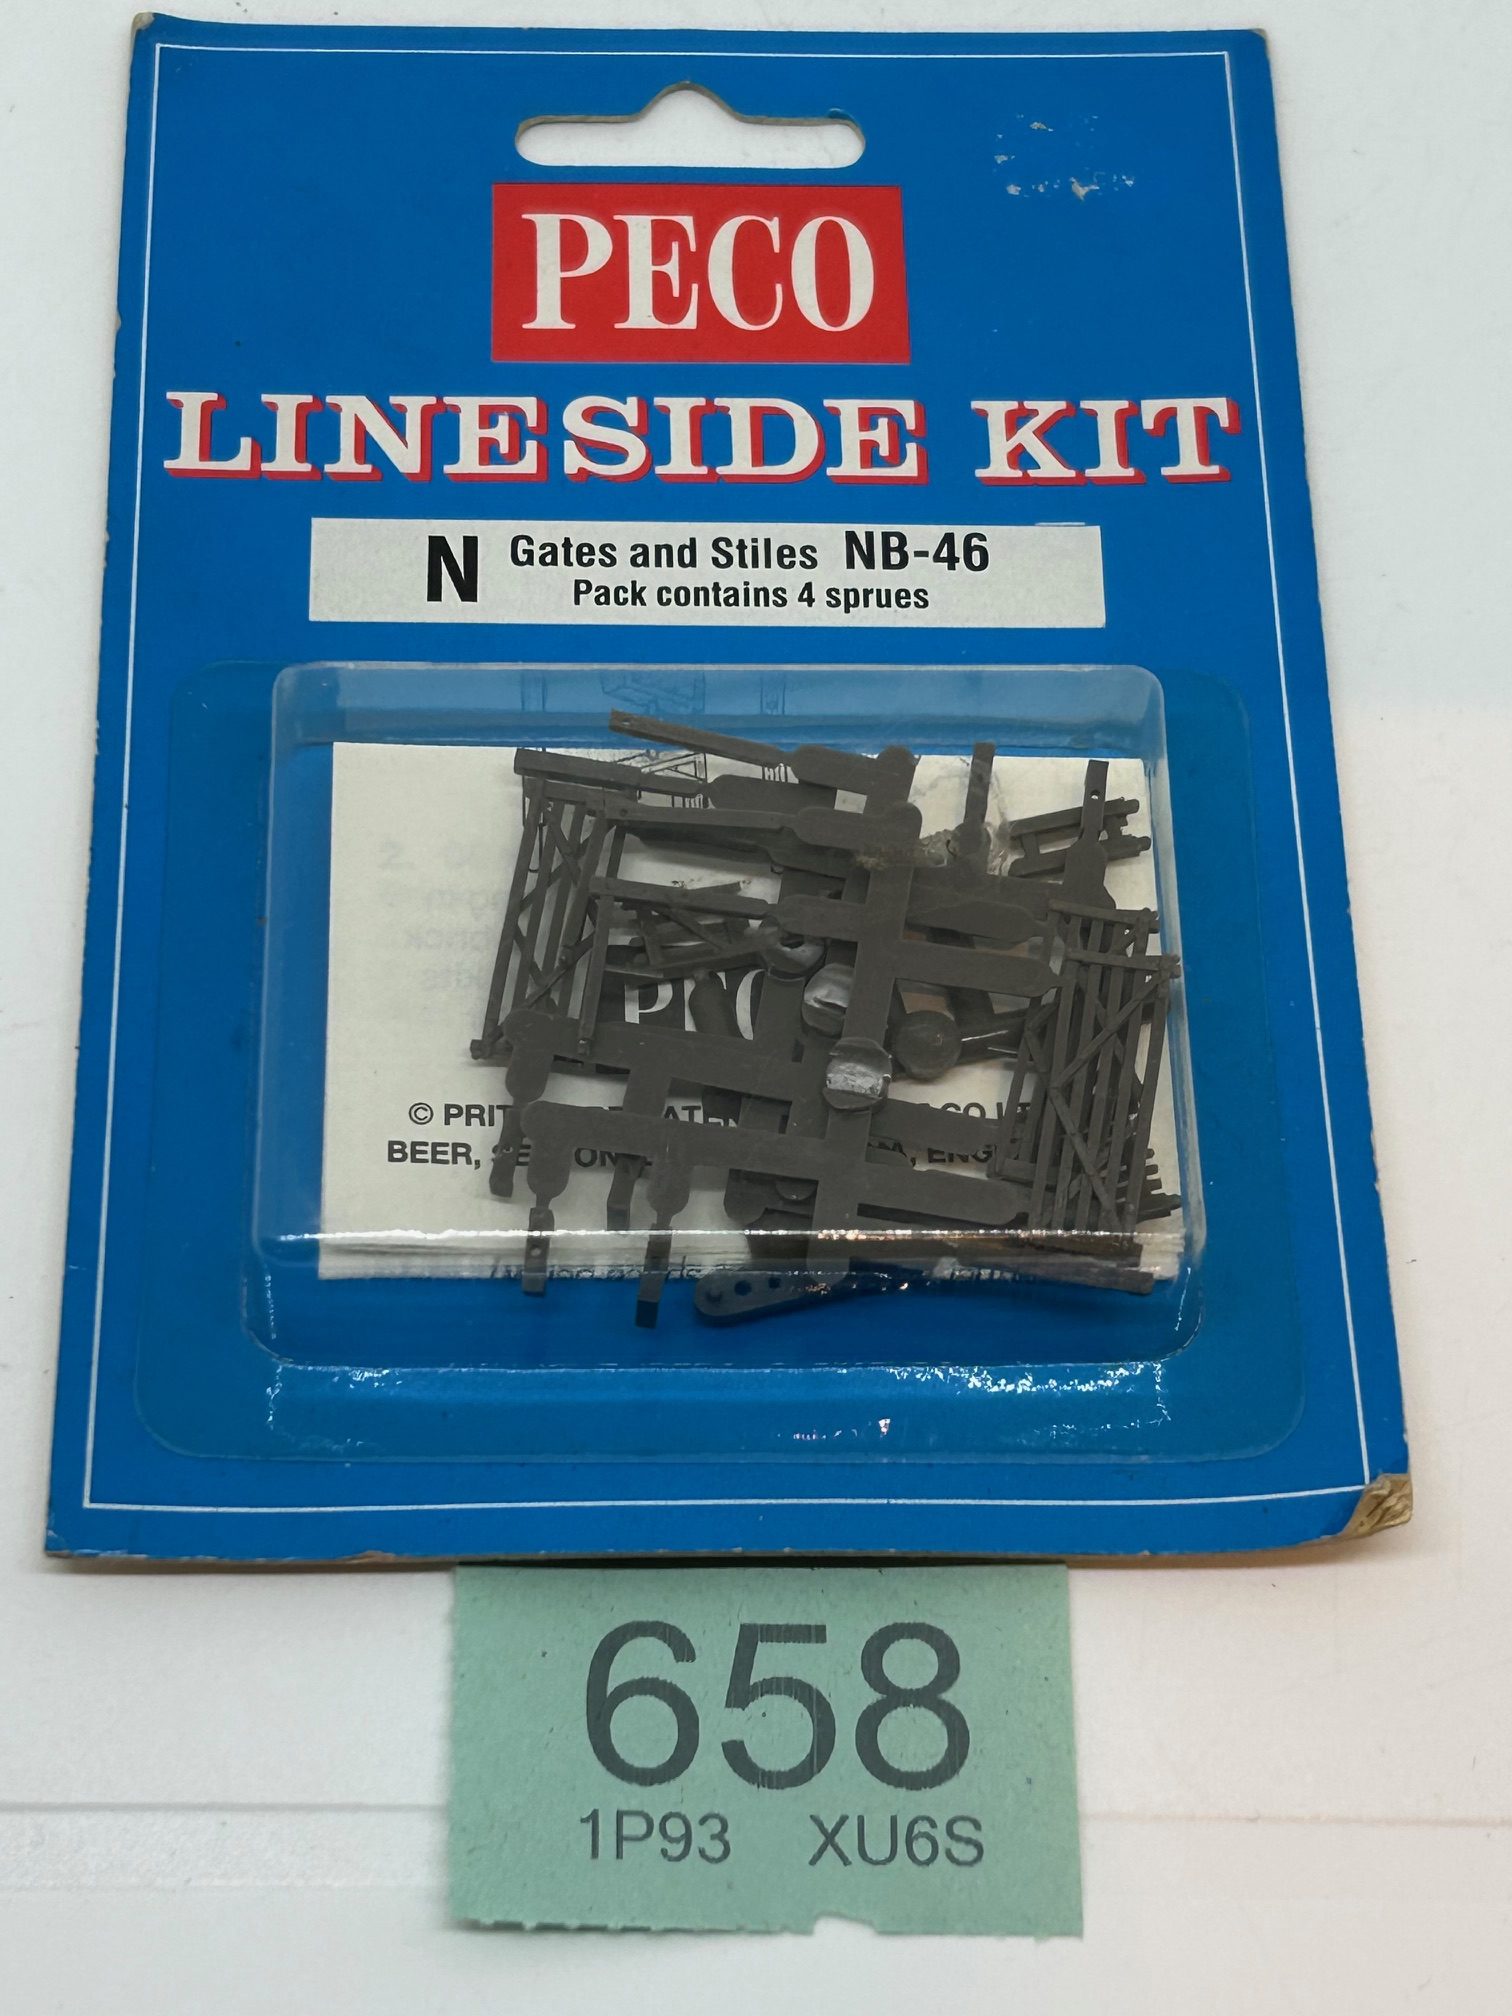 PECO
LINESIDE KIT
N Gates and Stiles NB-46
Pack contains 4 sprues
© PRIT
BEER,
658
1P93 XU6S